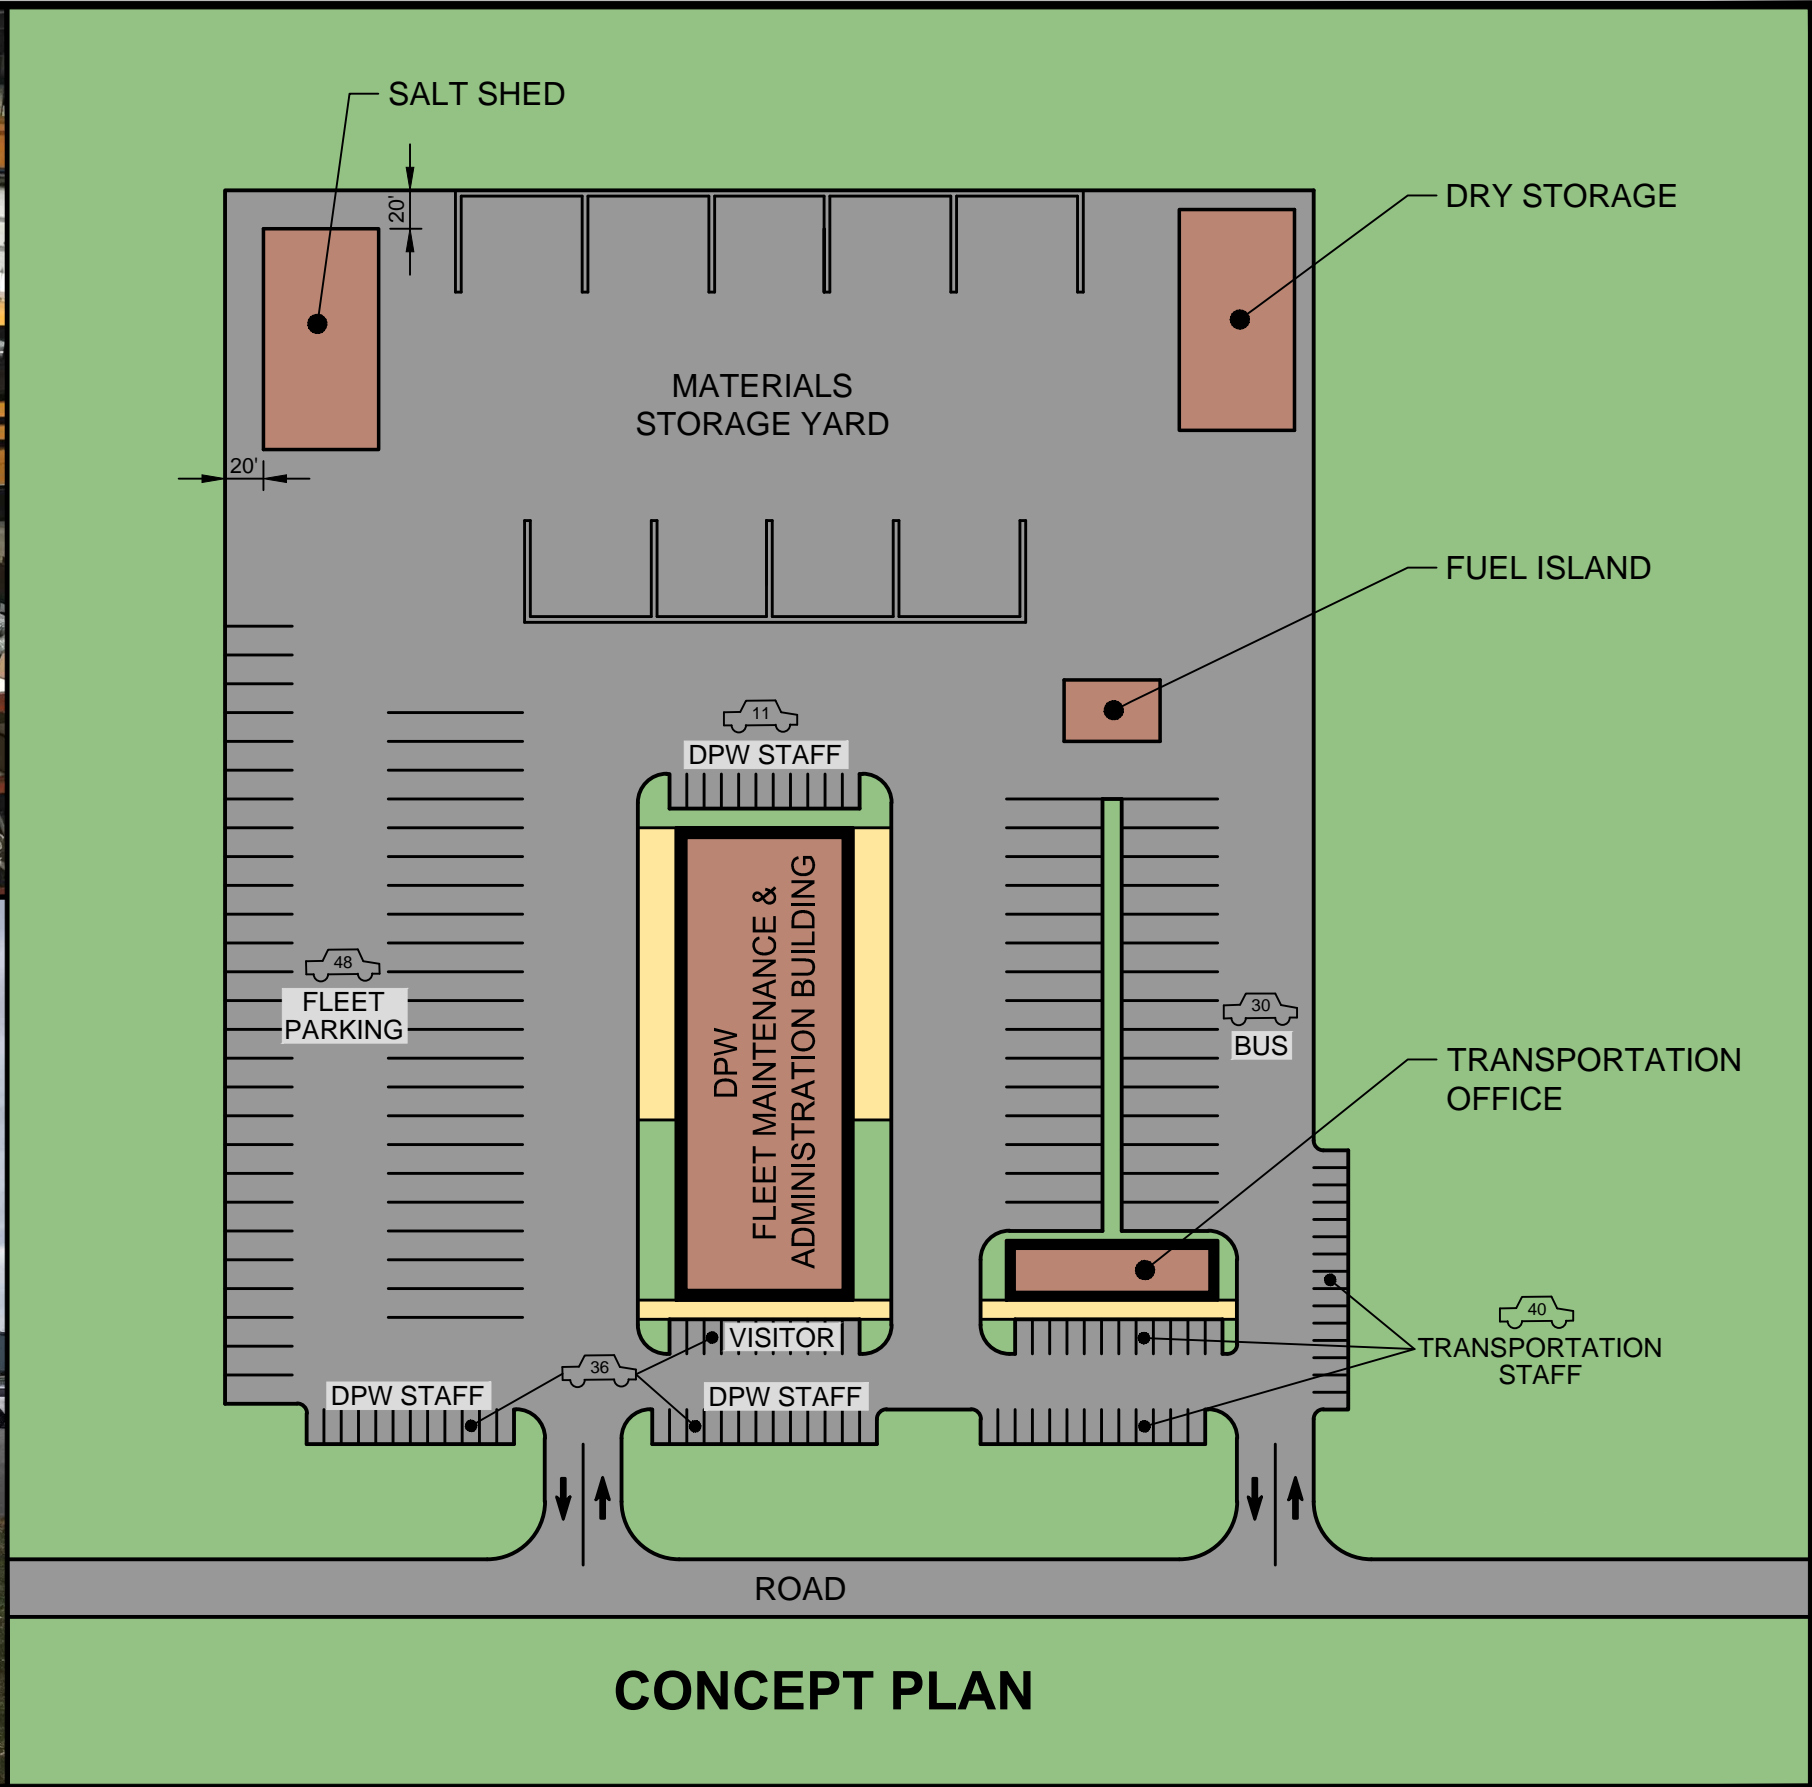 SALT SHED
20'
DRY STORAGE
MATERIALS
STORAGE YARD
20'
FUEL ISLAND
11
DPW STAFF
48
FLEET
PARKING
DPW
FLEET MAINTENANCE &
ADMINISTRATION BUILDING
30
BUS
TRANSPORTATION
OFFICE
40
TRANSPORTATION
STAFF
VISITOR
36
DPW STAFF
DPW STAFF
ROAD
CONCEPT PLAN